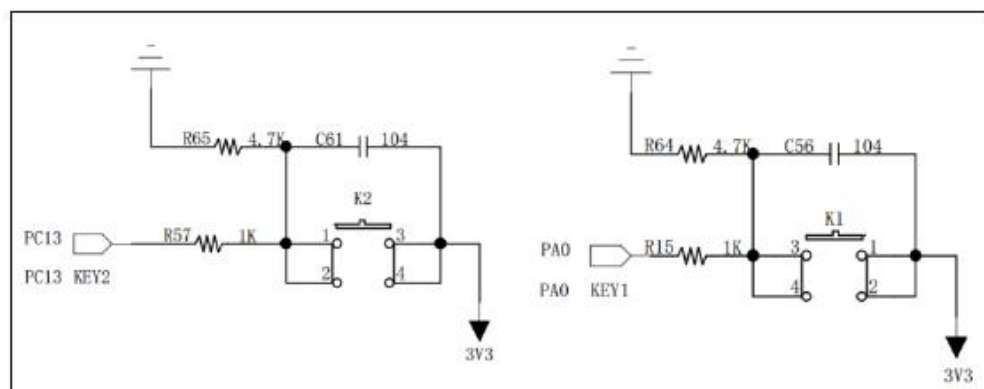 R65 4.7K C61 104
K2
PC13 R57 1K 1 3
PC13 KEY2 2 4
3V3
R64 4.7K C56 104
K1
PA0 R15 1K 3 1
PA0 KEY1 4 2
3V3